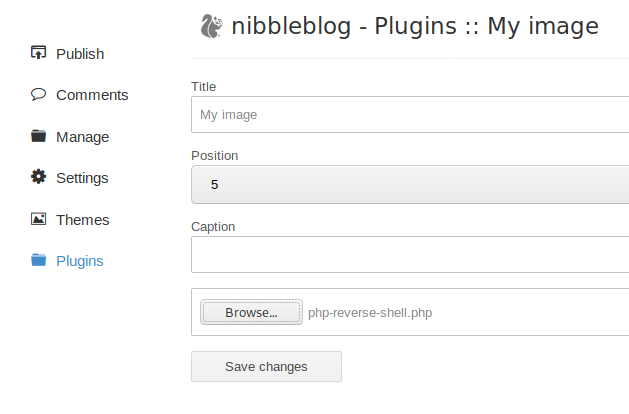 nibbleblog - Plugins :: My image
Publish
Comments
Manage
Settings
Themes
Plugins
Title
My image
Position
5
Caption
Browse... php-reverse-shell.php
Save changes